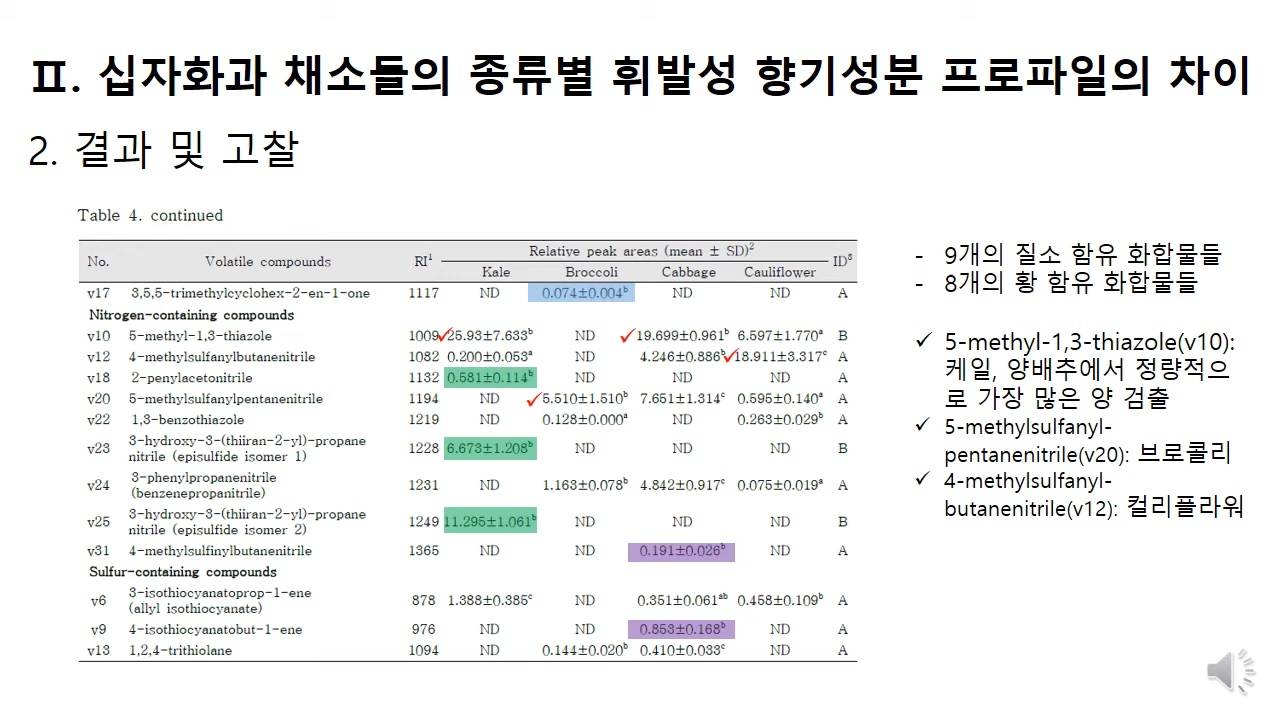 Ⅱ. 십자화과 채소들의 종류별 휘발성 향기성분 프로파일의 차이
2. 결과 및 고찰
Table 4. continued
No. Volatile compounds RI1 Relative peak areas (mean ± SD)2 ID3
Kale Broccoli Cabbage Cauliflower
v17 3,5,5-trimethylcyclohex-2-en-1-one 1117 ND 0.074±0.004b ND ND A
Nitrogen-containing compounds
v10 5-methyl-1,3-thiazole 1009 ✓25.93±7.633b ND ✓19.699±0.961b 6.597±1.770a B
v12 4-methylsulfanylbutanenitrile 1082 0.200±0.053a ND 4.246±0.886b ✓18.911±3.317c A
v18 2-penylacetonitrile 1132 0.581±0.114b ND ND ND A
v20 5-methylsulfanylpentanenitrile 1194 ND ✓5.510±1.510b 7.651±1.314c 0.595±0.140a A
v22 1,3-benzothiazole 1219 ND 0.128±0.000a ND 0.263±0.029b A
v23 3-hydroxy-3-(thiiran-2-yl)-propane
nitrile (episulfide isomer 1) 1228 6.673±1.208b ND ND ND B
v24 3-phenylpropanenitrile
(benzenepropanitrile) 1231 ND 1.163±0.078b 4.842±0.917c 0.075±0.019a A
v25 3-hydroxy-3-(thiiran-2-yl)-propane
nitrile (episulfide isomer 2) 1249 11.295±1.061b ND ND ND B
v31 4-methylsulfinylbutanenitrile 1365 ND ND 0.191±0.026b ND A
Sulfur-containing compounds
v6 3-isothiocyanatoprop-1-ene
(allyl isothiocyanate) 878 1.388±0.385c ND 0.351±0.061ab 0.458±0.109b A
v9 4-isothiocyanatobut-1-ene 976 ND ND 0.853±0.168b ND A
v13 1,2,4-trithiolane 1094 ND 0.144±0.020b 0.410±0.033c ND A
- 9개의 질소 함유 화합물들
- 8개의 황 함유 화합물들
✓ 5-methyl-1,3-thiazole(v10):
케일, 양배추에서 정량적으
로 가장 많은 양 검출
✓ 5-methylsulfanyl-
pentanenitrile(v20): 브로콜리
✓ 4-methylsulfanyl-
butanenitrile(v12): 컬리플라워